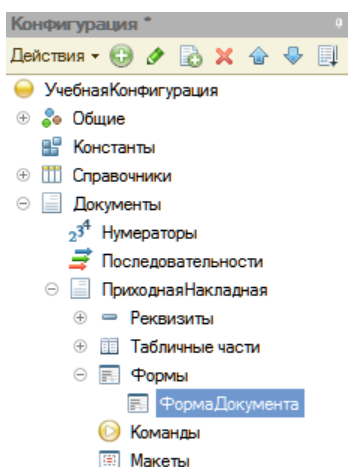 Конфигурация *
Действия
УчебнаяКонфигурация
Общие
Константы
Справочники
Документы
Нумераторы
Последовательности
ПриходнаяНакладная
Реквизиты
Табличные части
Формы
ФормаДокумента
Команды
Макеты